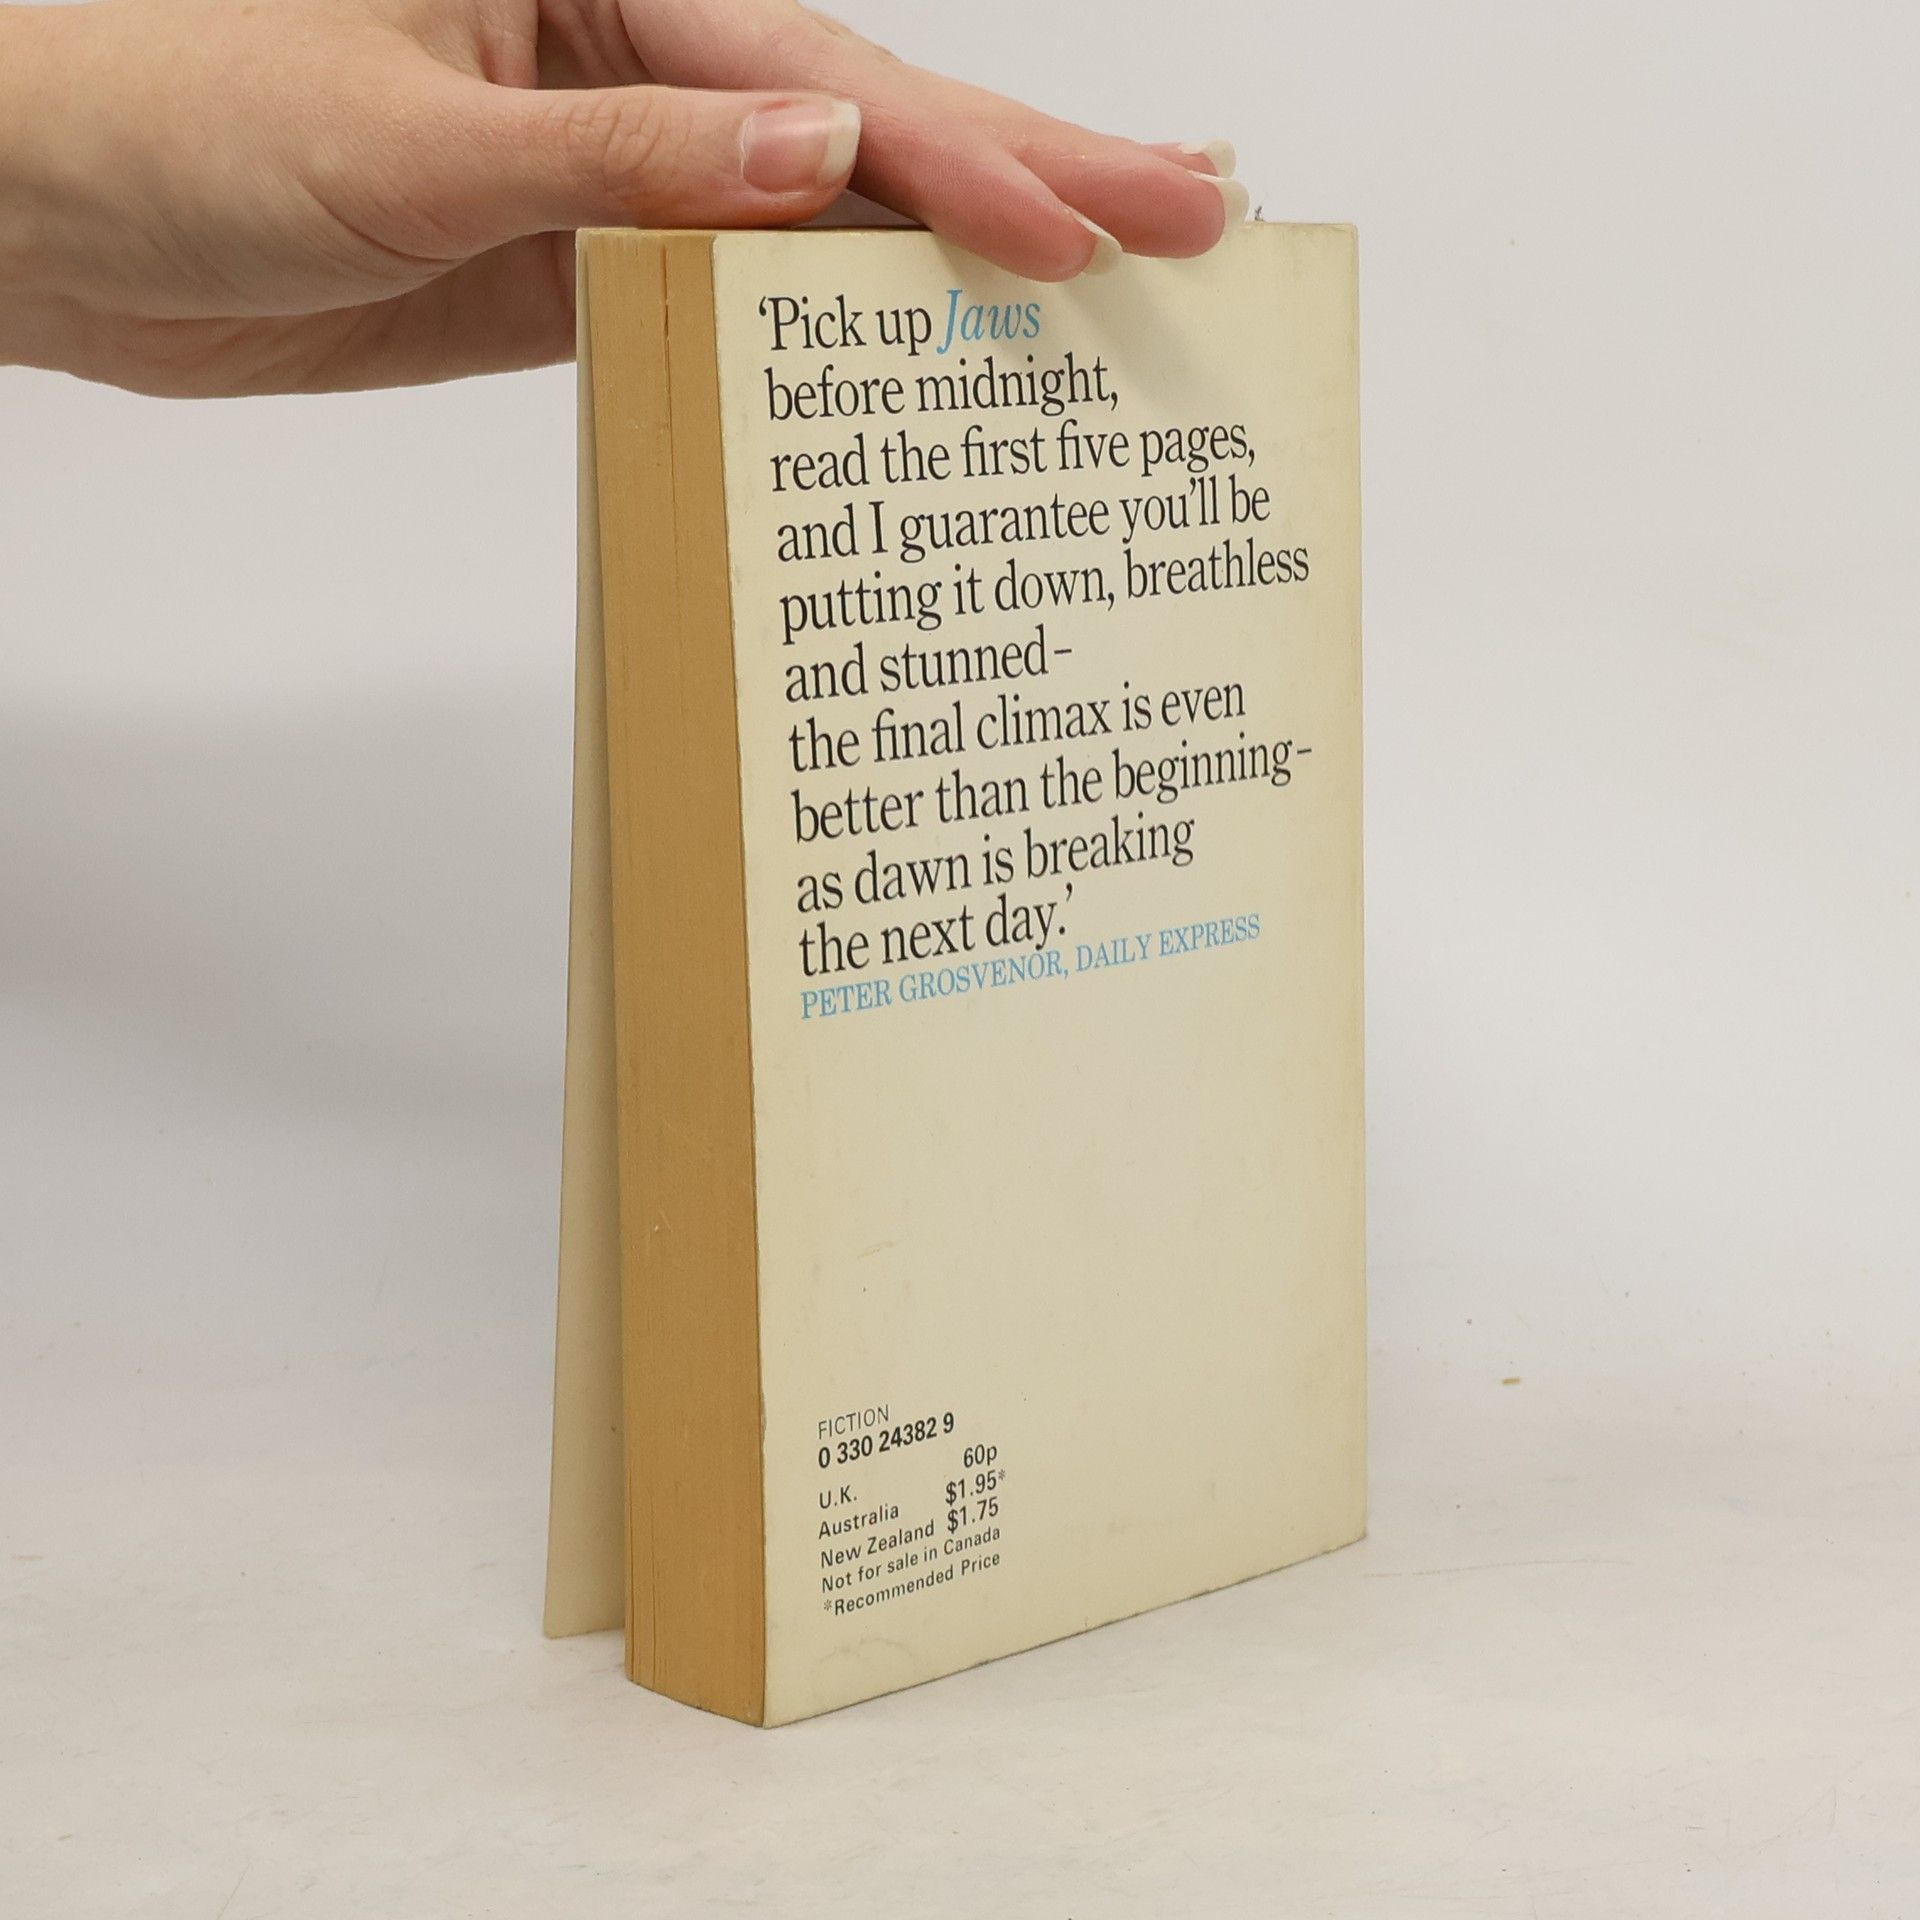 ‘Pick up Jaws
before midnight,
read the first five pages,
and I guarantee you'll be
putting it down, breathless
and stunned–
the final climax is even
better than the beginning–
as dawn is breaking
the next day.’
PETER GROSVENOR, DAILY EXPRESS
FICTION
0 330 24382 9
U.K. 60p
Australia $1.95*
New Zealand $1.75
Not for sale in Canada
*Recommended Price